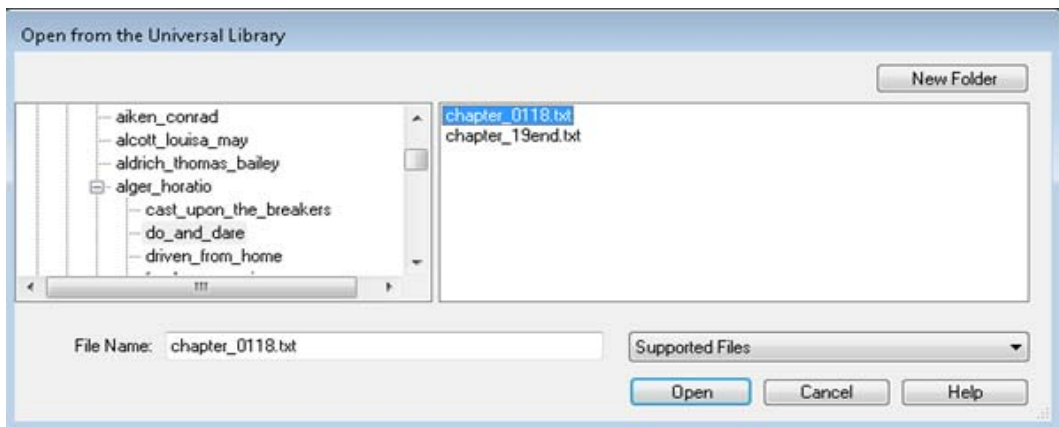 Open from the Universal Library
New Folder
aiken_conrad
alcott_louisa_may
aldrich_thomas_bailey
alger_horatio
cast_upon_the_breakers
do_and_dare
driven_from_home
chapter_0118.txt
chapter_19end.txt
File Name: chapter_0118.txt
Supported Files
Open Cancel Help